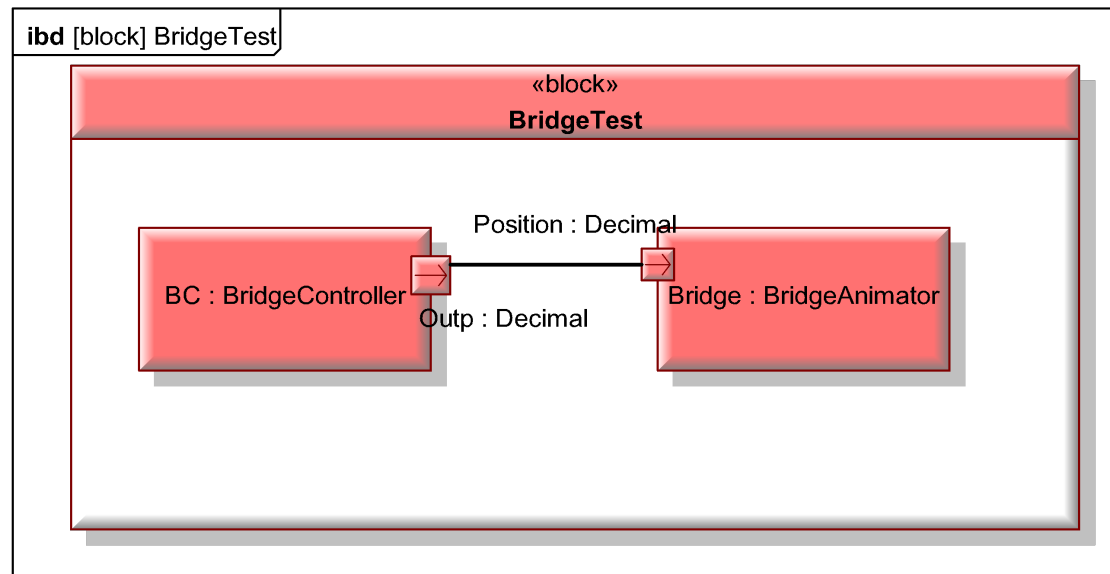 ibd [block] BridgeTest
«block»
BridgeTest
Position : Decimal
BC : BridgeController
Bridge : BridgeAnimator
Outp : Decimal